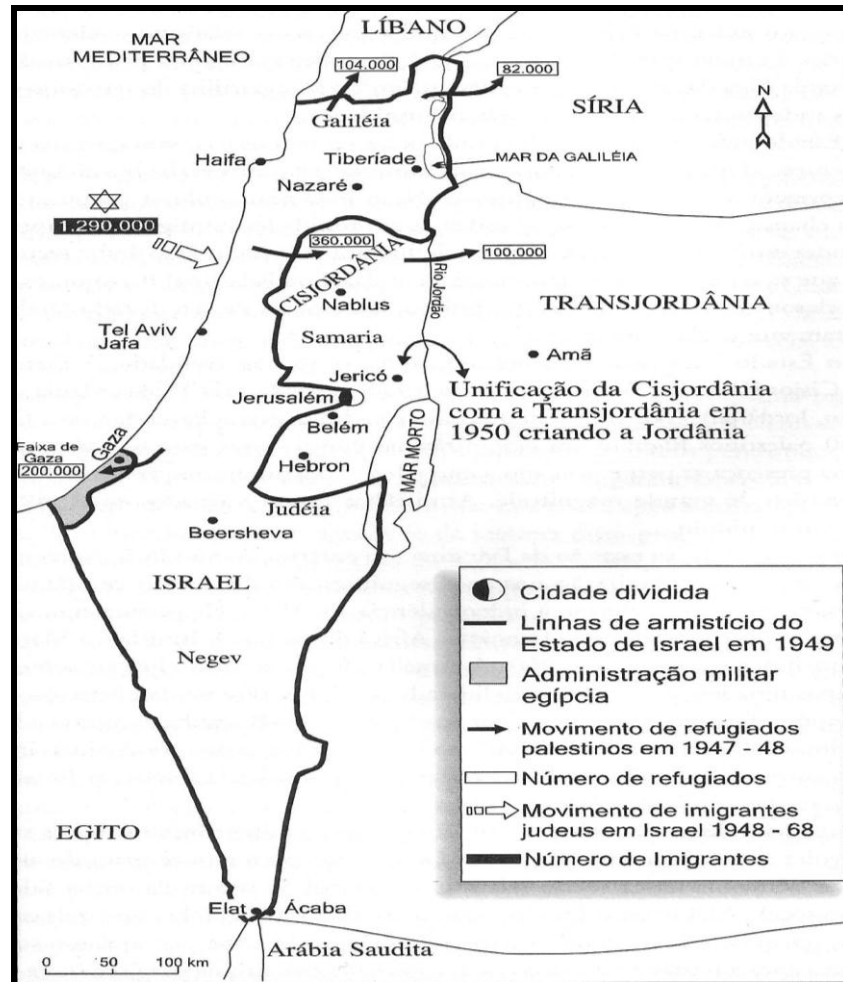 LÍBANO
MAR
MEDITERRÂNEO
104.000
82.000
Galiléia
SÍRIA
N
Haifa
Tiberíade
MAR DA GALILÉIA
Nazaré
1.290.000
360.000
100.000
CISJORDÂNIA
Rio Jordão
Nablus
TRANSJORDÂNIA
Samaria
Tel Aviv
Jafa
Amã
Jericó
Unificação da Cisjordânia
com a Transjordânia em
1950 criando a Jordânia
Jerusalém
Belém
Faixa de
Gaza
200.000
Gaza
Hebron
MAR MORTO
Judéia
Beersheva
ISRAEL
Negev
Cidade dividida
Linhas de armistício do
Estado de Israel em 1949
Administração militar
egípcia
Movimento de refugiados
palestinos em 1947 - 48
Número de refugiados
Movimento de imigrantes
judeus em Israel 1948 - 68
Número de Imigrantes
EGITO
Elat
Ácaba
Arábia Saudita
0 50 100 km